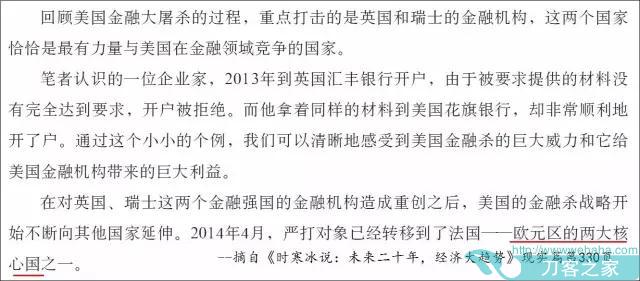 回顾美国金融大屠杀的过程，重点打击的是英国和瑞士的金融机构，这两个国家
恰恰是最有力量与美国在金融领域竞争的国家。
笔者认识的一位企业家，2013年到英国汇丰银行开户，由于被要求提供的材料没
有完全达到要求，开户被拒绝。而他拿着同样的材料到美国花旗银行，却非常顺利地
开了户。通过这个小小的个例，我们可以清晰地感受到美国金融杀的巨大威力和它给
美国金融机构带来的巨大利益。
在对英国、瑞士这两个金融强国的金融机构造成重创之后，美国的金融杀战略开
始不断向其他国家延伸。2014年4月，严打对象已经转移到了法国——欧元区的两大核
心国之一。
--摘自《时寒冰说：未来二十年，经济大趋势》现实篇第330页
刀客之家